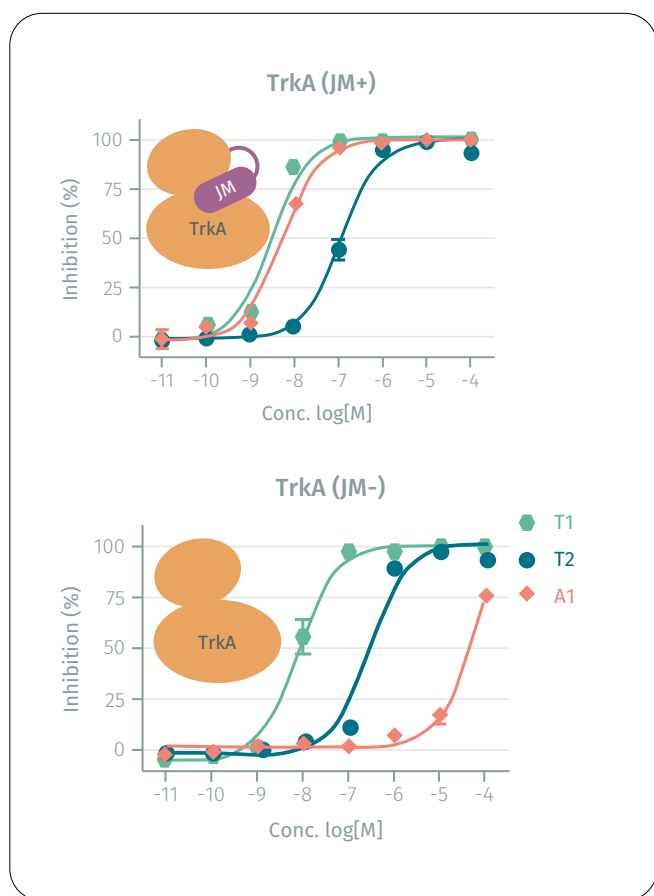 TrkA (JM+)
Inhibition (%)
100
75
50
25
0
JM
TrkA
-11 -10 -9 -8 -7 -6 -5 -4
Conc. log[M]
TrkA (JM-)
Inhibition (%)
100
75
50
25
0
TrkA
T1
T2
A1
-11 -10 -9 -8 -7 -6 -5 -4
Conc. log[M]